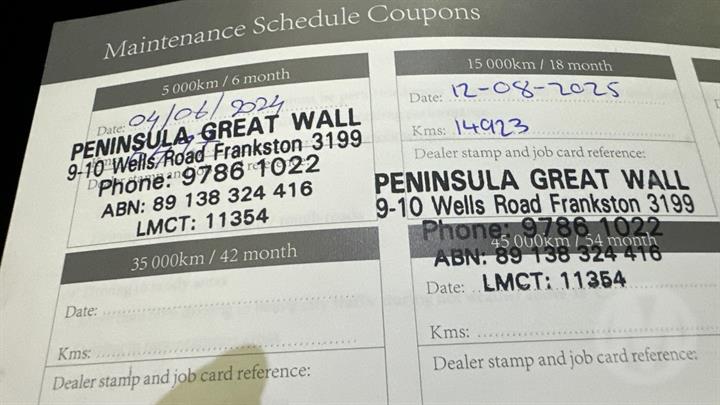 Maintenance Schedule Coupons
5 000km / 6 month
Date: 04/06/2024
PENINSULA GREAT WALL
9-10 Wells Road Frankston 3199
Phone: 9786 1022
ABN: 89 138 324 416
LMCT: 11354
15 000km / 18 month
Date: 12-08-2025
Kms: 14923
Dealer stamp and job card reference:
PENINSULA GREAT WALL
9-10 Wells Road Frankston 3199
Phone: 9786 1022
ABN: 89 138 324 416
LMCT: 11354
35 000km / 42 month
Date:
Kms:
Dealer stamp and job card reference:
45 000km / 54 month
Date:
Kms:
Dealer stamp and job card reference: